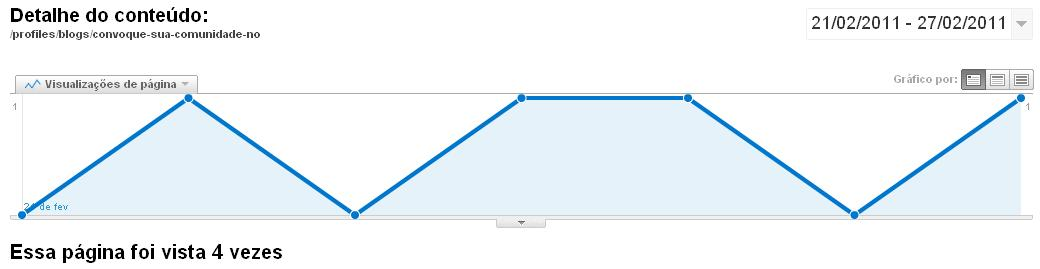 Detalhe do conteúdo:
/profiles/blogs/convoque-sua-comunidade-no
21/02/2011 - 27/02/2011
Visualizações de página
Gráfico por:
1
1
21 de fev
Essa página foi vista 4 vezes